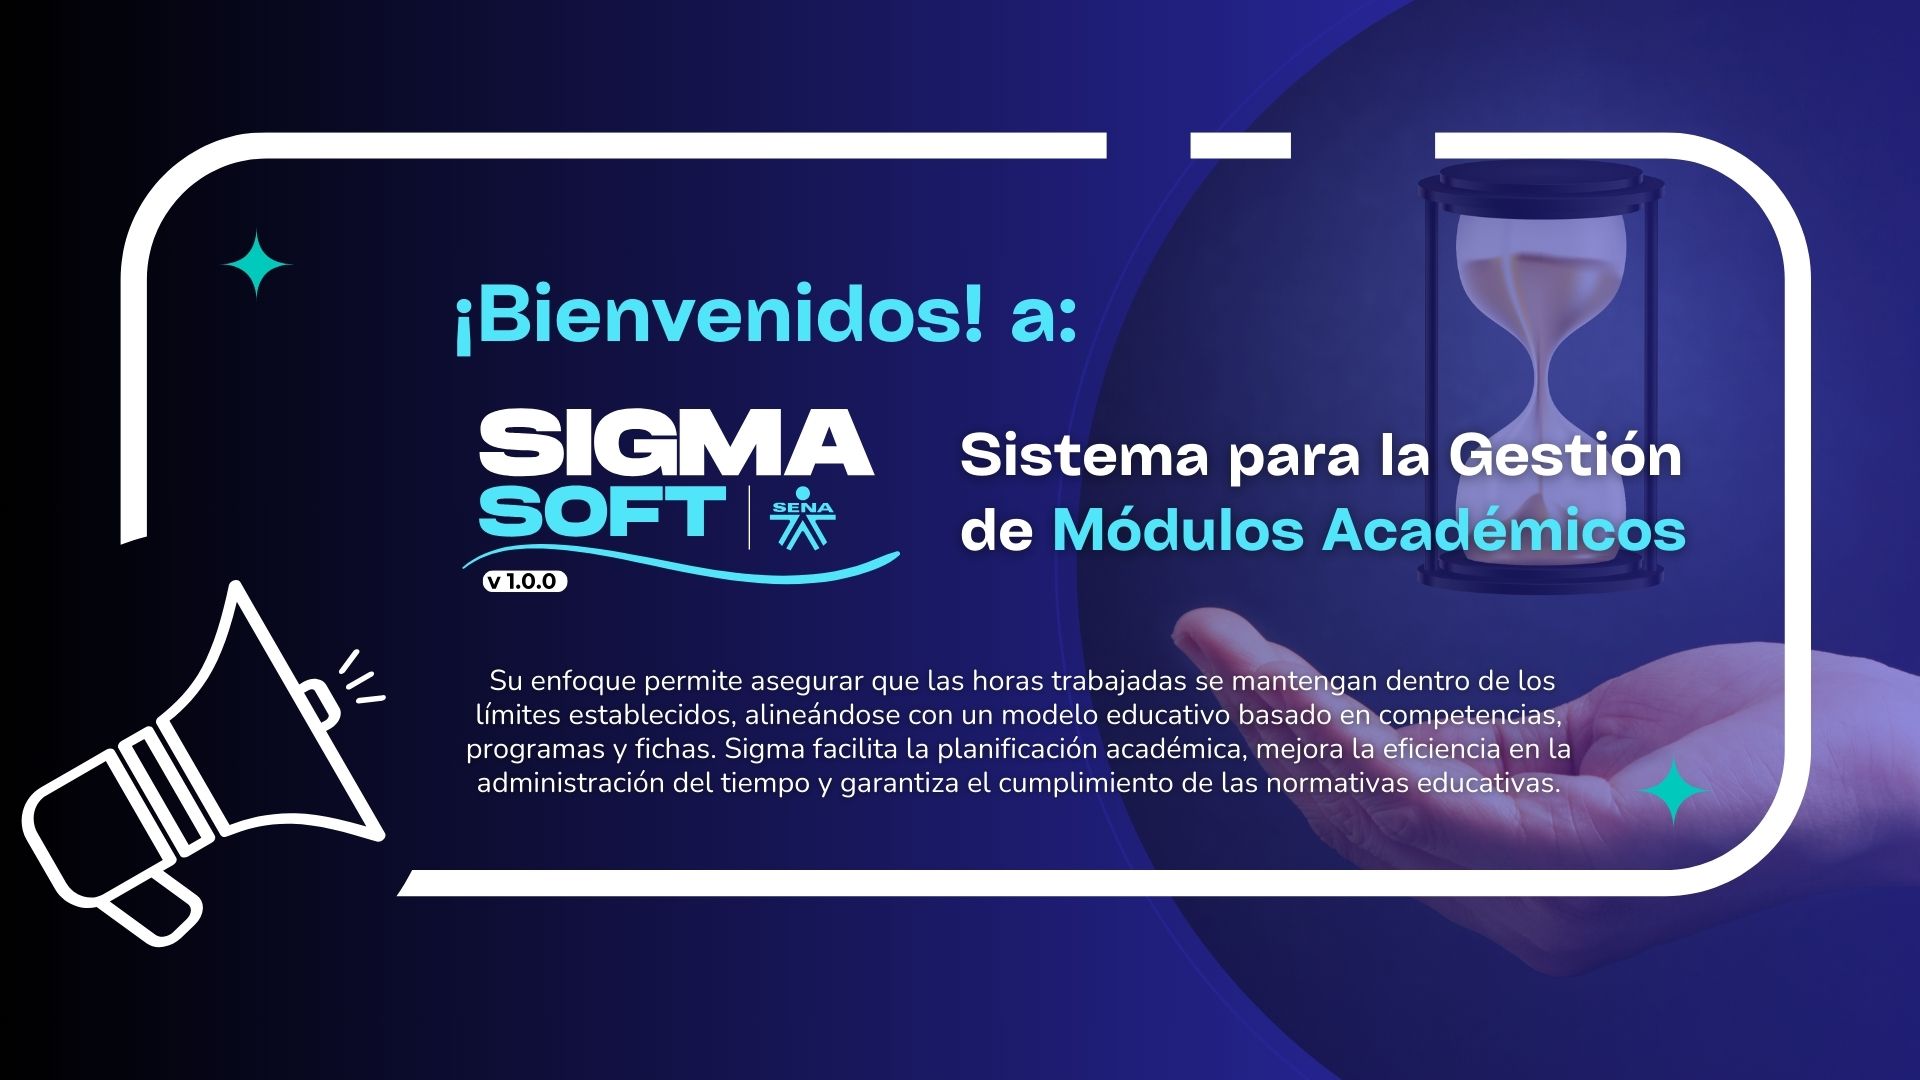 ¡Bienvenidos! a:
SIGMA
SOFT
SENA
v 1.0.0
Sistema para la Gestión
de Módulos Académicos
Su enfoque permite asegurar que las horas trabajadas se mantengan dentro de los
límites establecidos, alineándose con un modelo educativo basado en competencias,
programas y fichas. Sigma facilita la planificación académica, mejora la eficiencia en la
administración del tiempo y garantiza el cumplimiento de las normativas educativas.